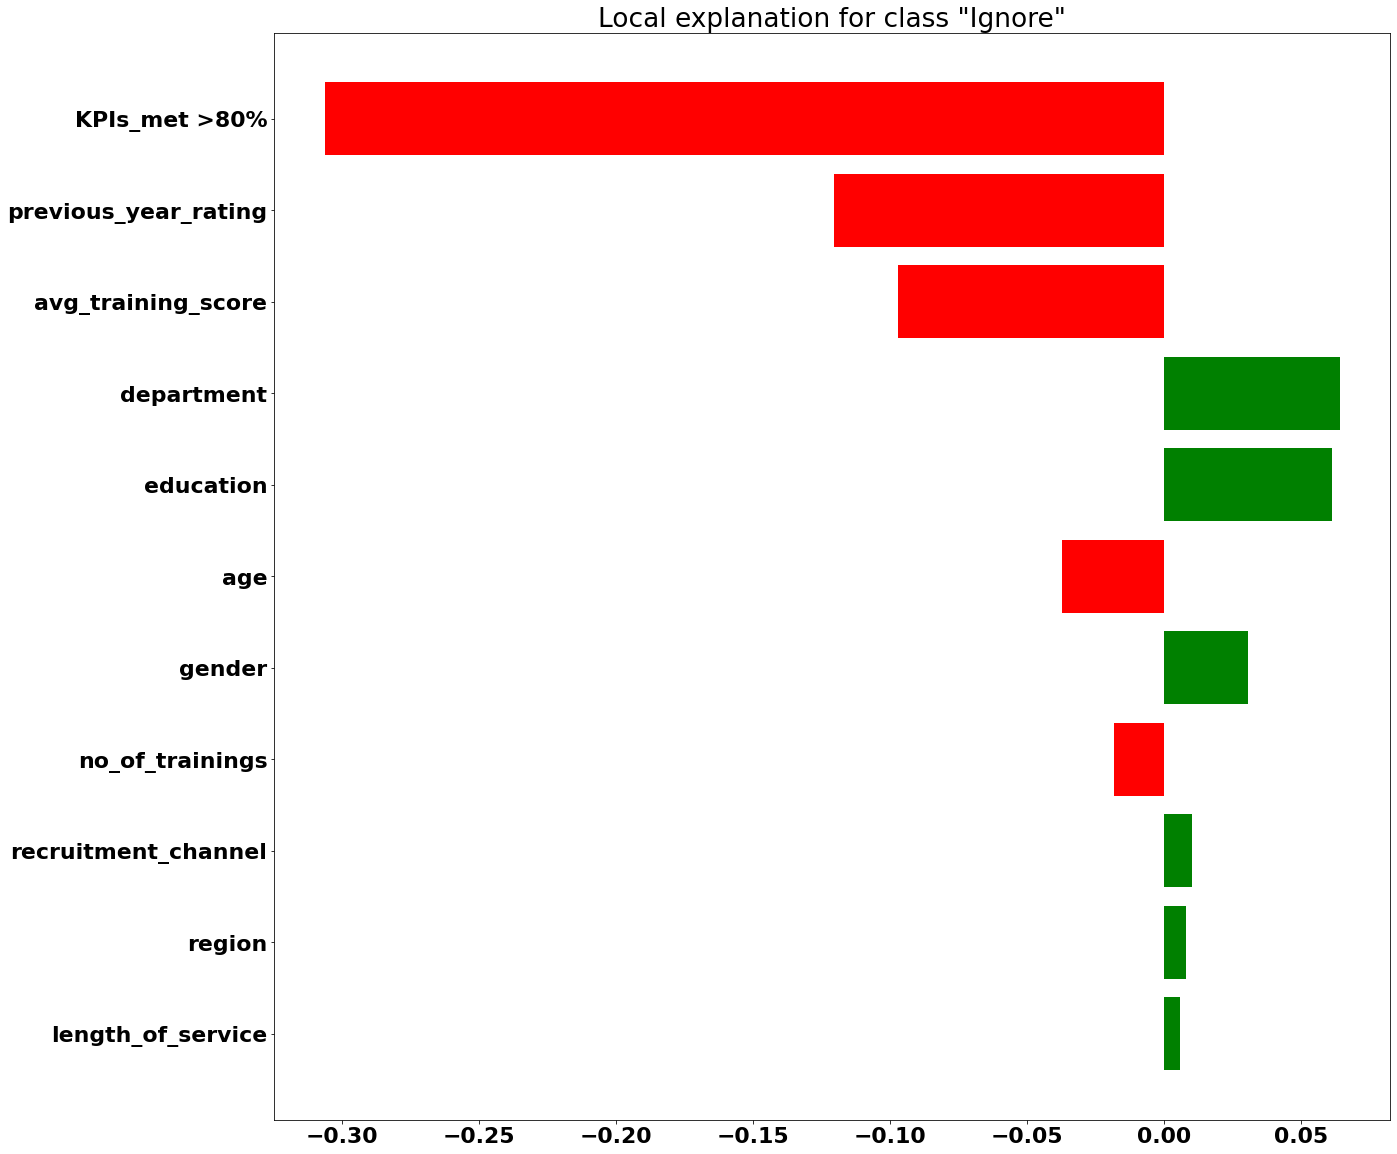 Local explanation for class "Ignore"
KPIs_met >80%
previous_year_rating
avg_training_score
department
education
age
gender
no_of_trainings
recruitment_channel
region
length_of_service
−0.30 −0.25 −0.20 −0.15 −0.10 −0.05 0.00 0.05